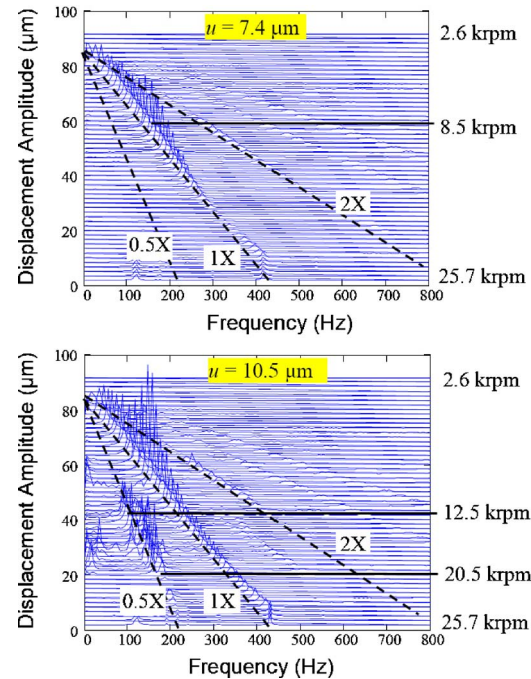 100
u = 7.4 μm
2.6 krpm
80
60
8.5 krpm
40
2X
20
0.5X
1X
0
25.7 krpm
0 100 200 300 400 500 600 700 800
Displacement Amplitude (μm)
Frequency (Hz)
100
u = 10.5 μm
2.6 krpm
80
60
40
12.5 krpm
2X
20
20.5 krpm
0.5X
1X
0
25.7 krpm
0 100 200 300 400 500 600 700 800
Displacement Amplitude (μm)
Frequency (Hz)